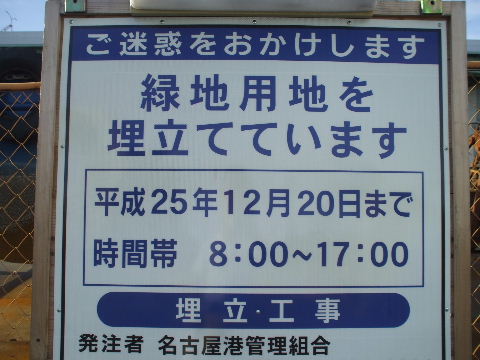 ご迷惑をおかけします
緑地用地を
埋立てています
平成25年12月20日まで
時間帯 8:00~17:00
埋立・工事
発注者 名古屋港管理組合